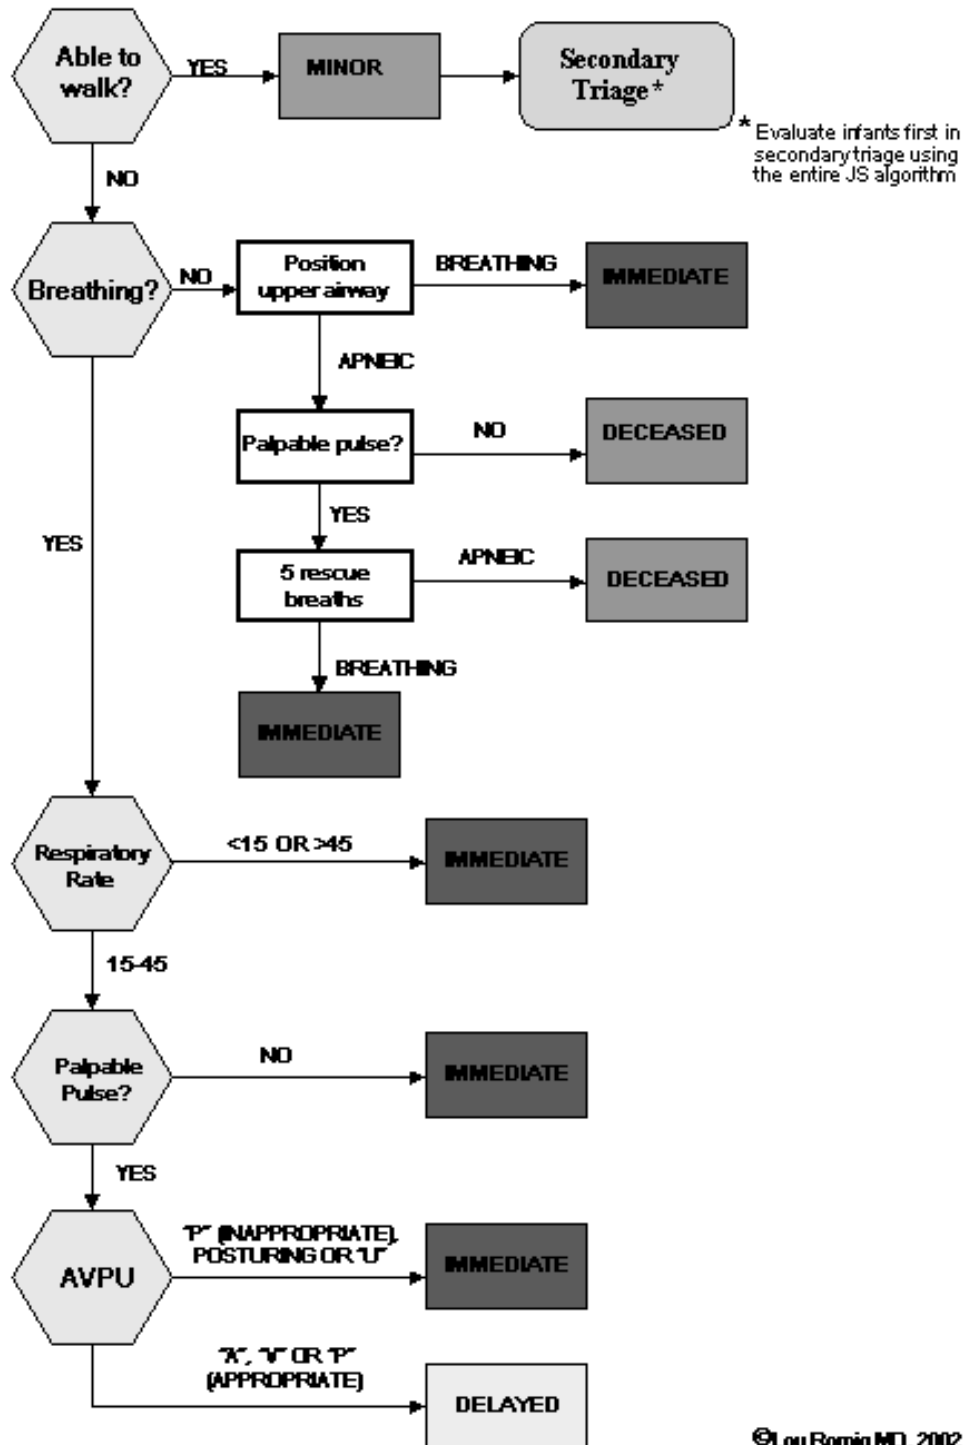 Able to
walk?
YES
MINOR
Secondary
Triage*
* Evaluate infants first in
secondary triage using
the entire JS algorithm
NO
Breathing?
NO
Position
upper airway
BREATHING
IMMEDIATE
APNEIC
Palpable pulse?
NO
DECEASED
YES
YES
5 rescue
breaths
APNEIC
DECEASED
BREATHING
IMMEDIATE
Respiratory
Rate
<15 OR >45
IMMEDIATE
15-45
Palpable
Pulse?
NO
IMMEDIATE
YES
AVPU
"P" (INAPPROPRIATE),
POSTURING OR "U"
IMMEDIATE
"A", "V" OR "P"
(APPROPRIATE)
DELAYED
©Lou Romig MD, 2002